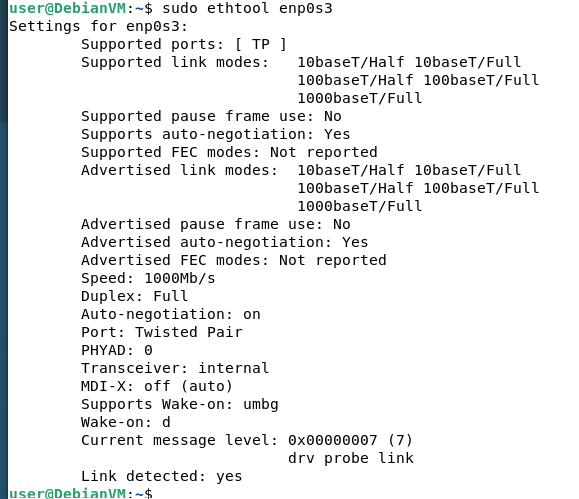 user@DebianVM:~$ sudo ethtool enp0s3
Settings for enp0s3:
        Supported ports: [ TP ]
        Supported link modes:   10baseT/Half 10baseT/Full
                                100baseT/Half 100baseT/Full
                                1000baseT/Full
        Supported pause frame use: No
        Supports auto-negotiation: Yes
        Supported FEC modes: Not reported
        Advertised link modes:  10baseT/Half 10baseT/Full
                                100baseT/Half 100baseT/Full
                                1000baseT/Full
        Advertised pause frame use: No
        Advertised auto-negotiation: Yes
        Advertised FEC modes: Not reported
        Speed: 1000Mb/s
        Duplex: Full
        Auto-negotiation: on
        Port: Twisted Pair
        PHYAD: 0
        Transceiver: internal
        MDI-X: off (auto)
        Supports Wake-on: umbg
        Wake-on: d
        Current message level: 0x00000007 (7)
                               drv probe link
        Link detected: yes
user@DebianVM:~$